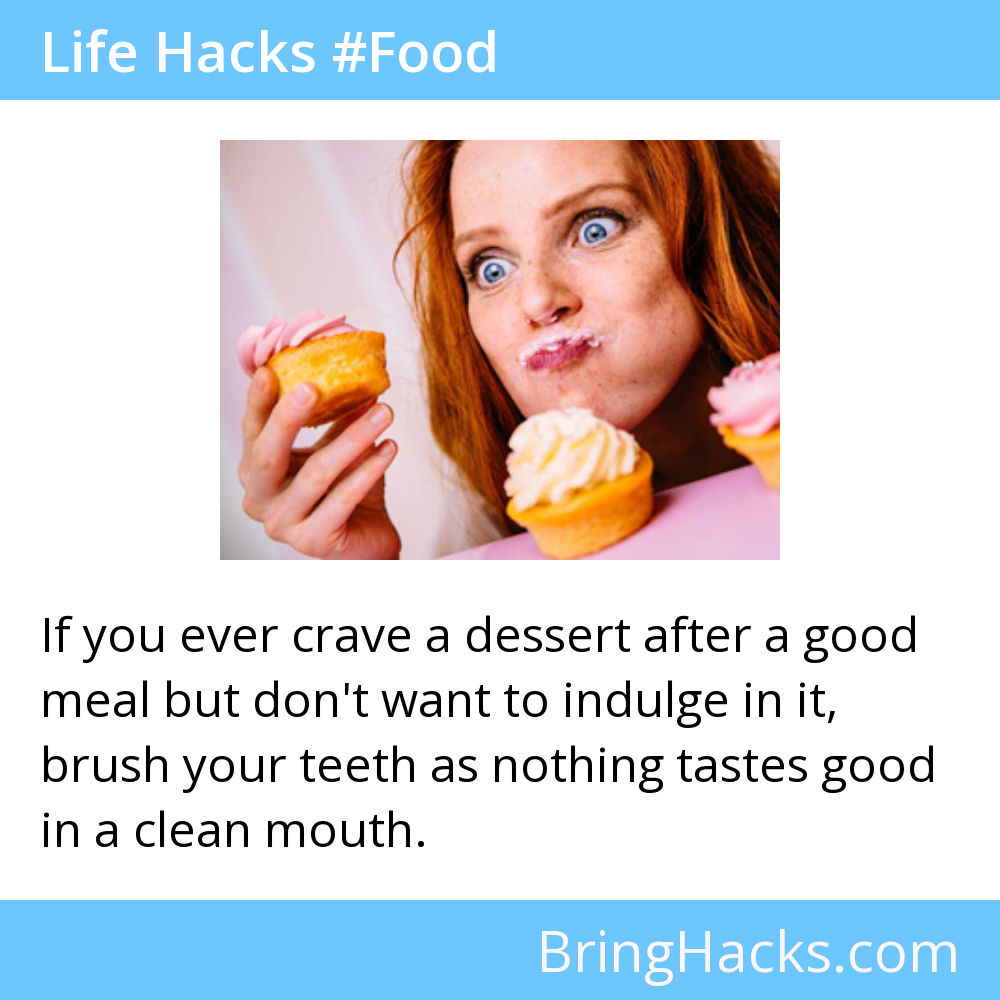 Life Hacks #Food
If you ever crave a dessert after a good
meal but don't want to indulge in it,
brush your teeth as nothing tastes good
in a clean mouth.
BringHacks.com